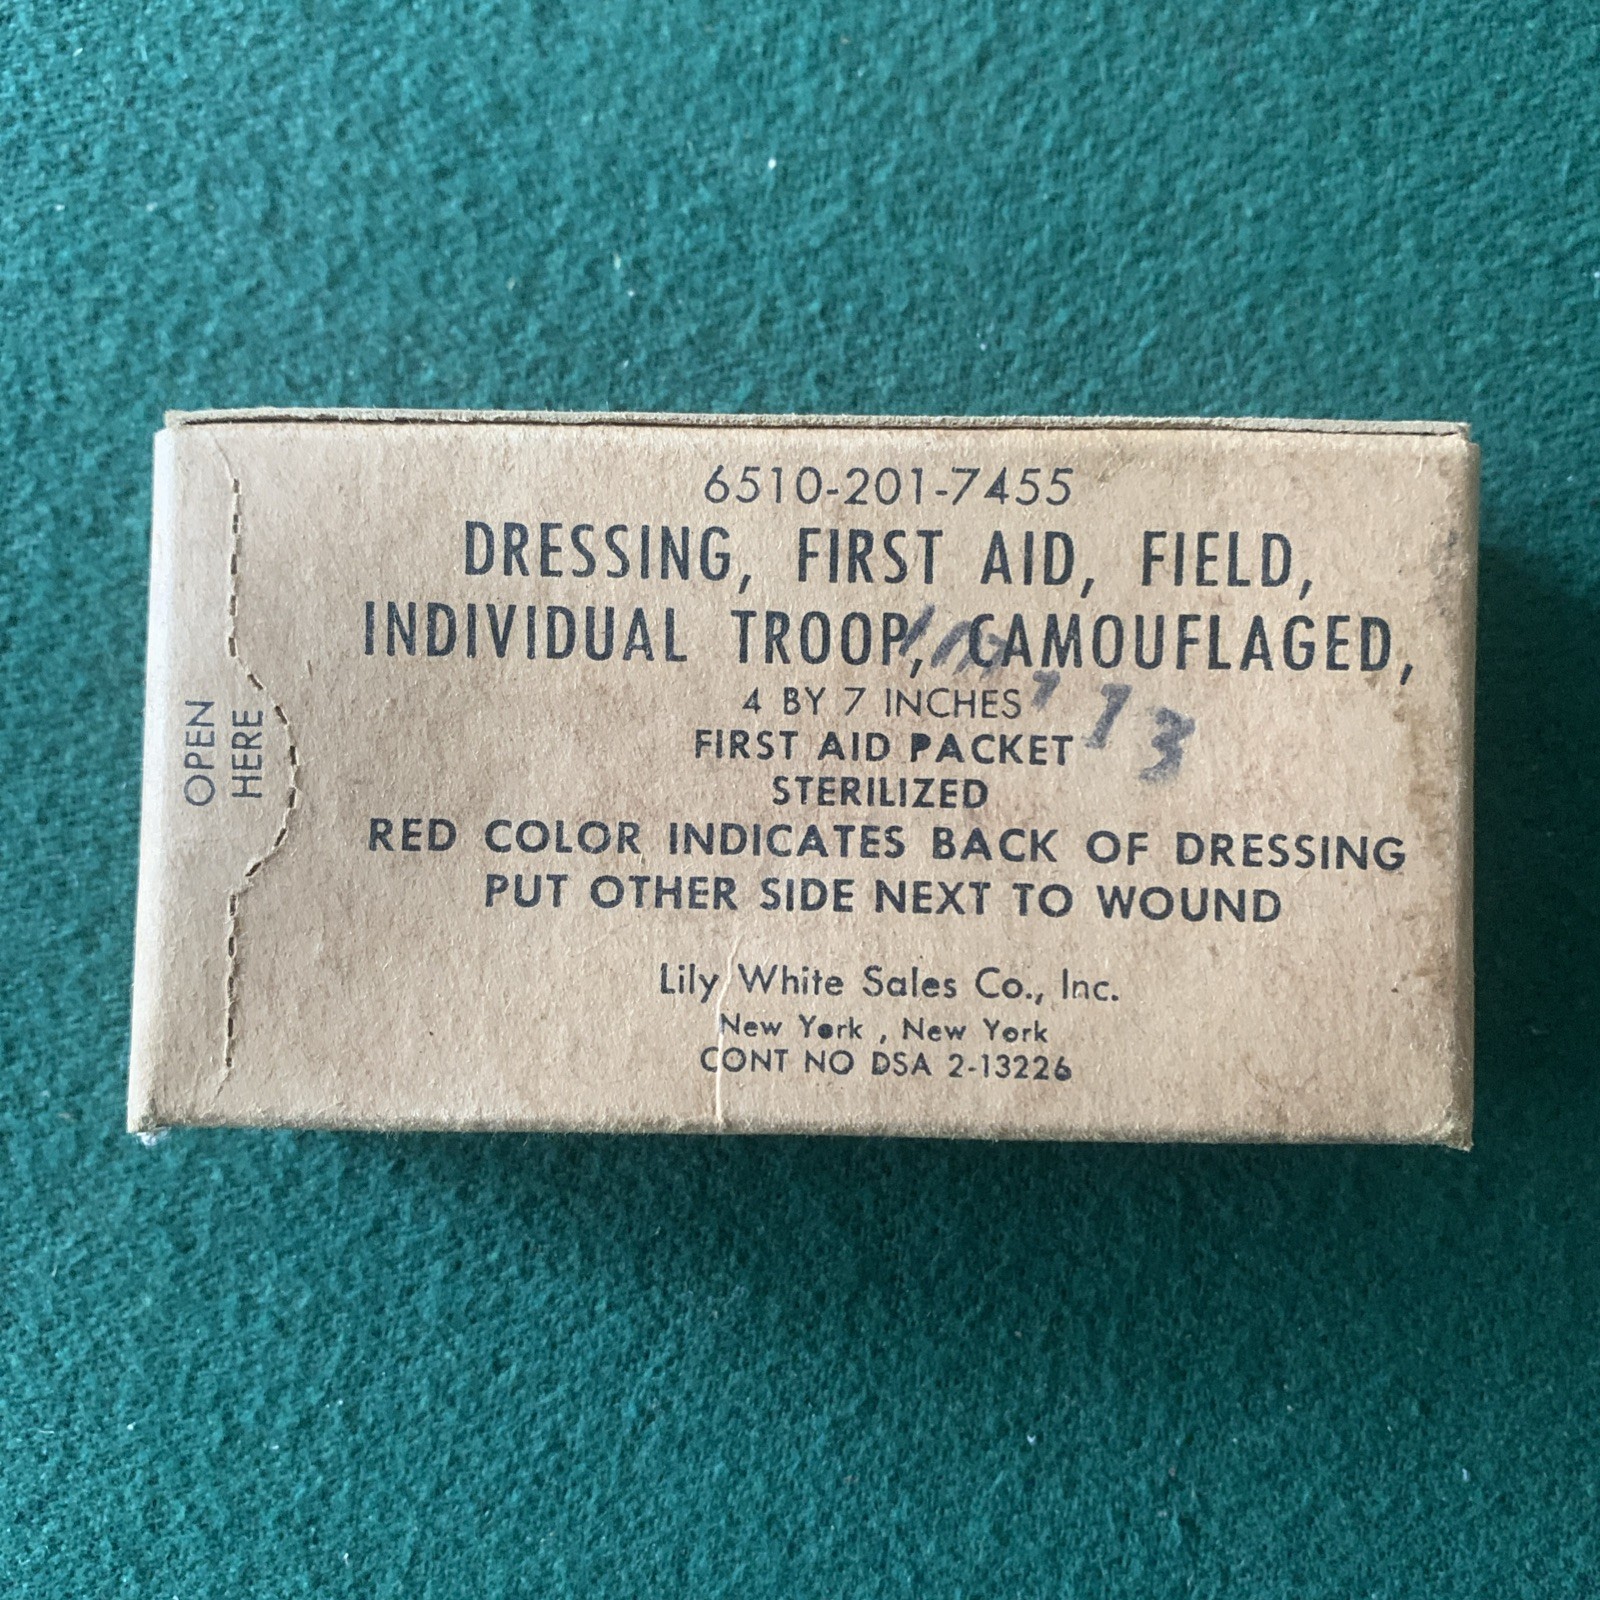 6510-201-7455
DRESSING, FIRST AID, FIELD,
INDIVIDUAL TROOP, CAMOUFLAGED,
4 BY 7 INCHES
FIRST AID PACKET
STERILIZED
RED COLOR INDICATES BACK OF DRESSING
PUT OTHER SIDE NEXT TO WOUND
Lily White Sales Co., Inc.
New York , New York
CONT NO DSA 2-13226
OPEN
HERE